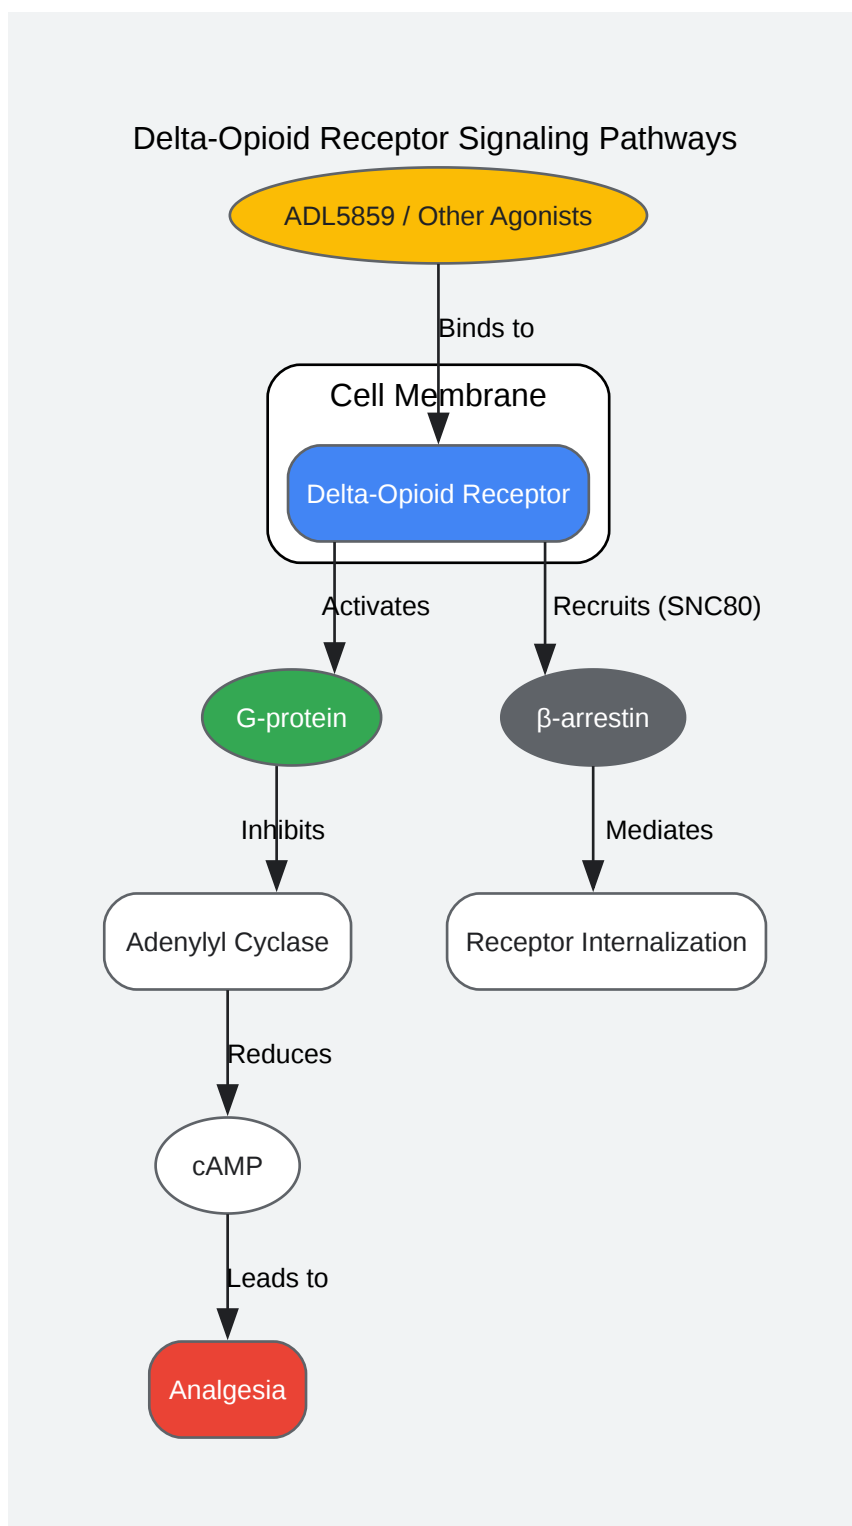 Delta-Opioid Receptor Signaling Pathways
ADL5859 / Other Agonists
Binds to
Cell Membrane
Delta-Opioid Receptor
Activates
Recruits (SNC80)
G-protein
β-arrestin
Inhibits
Mediates
Adenylyl Cyclase
Receptor Internalization
Reduces
cAMP
Leads to
Analgesia